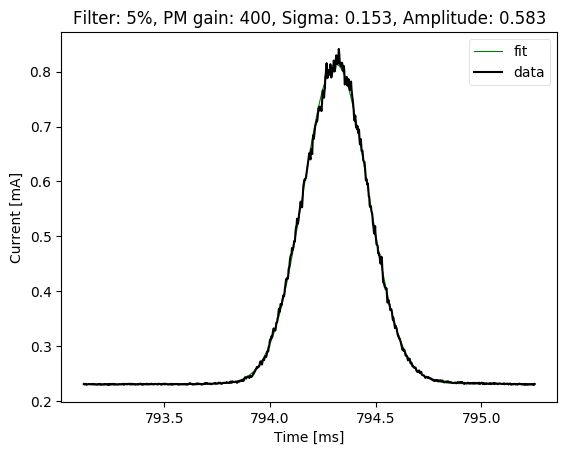 Filter: 5%, PM gain: 400, Sigma: 0.153, Amplitude: 0.583
fit
data
0.8
0.7
0.6
0.5
0.4
0.3
0.2
Current [mA]
793.5 794.0 794.5 795.0
Time [ms]